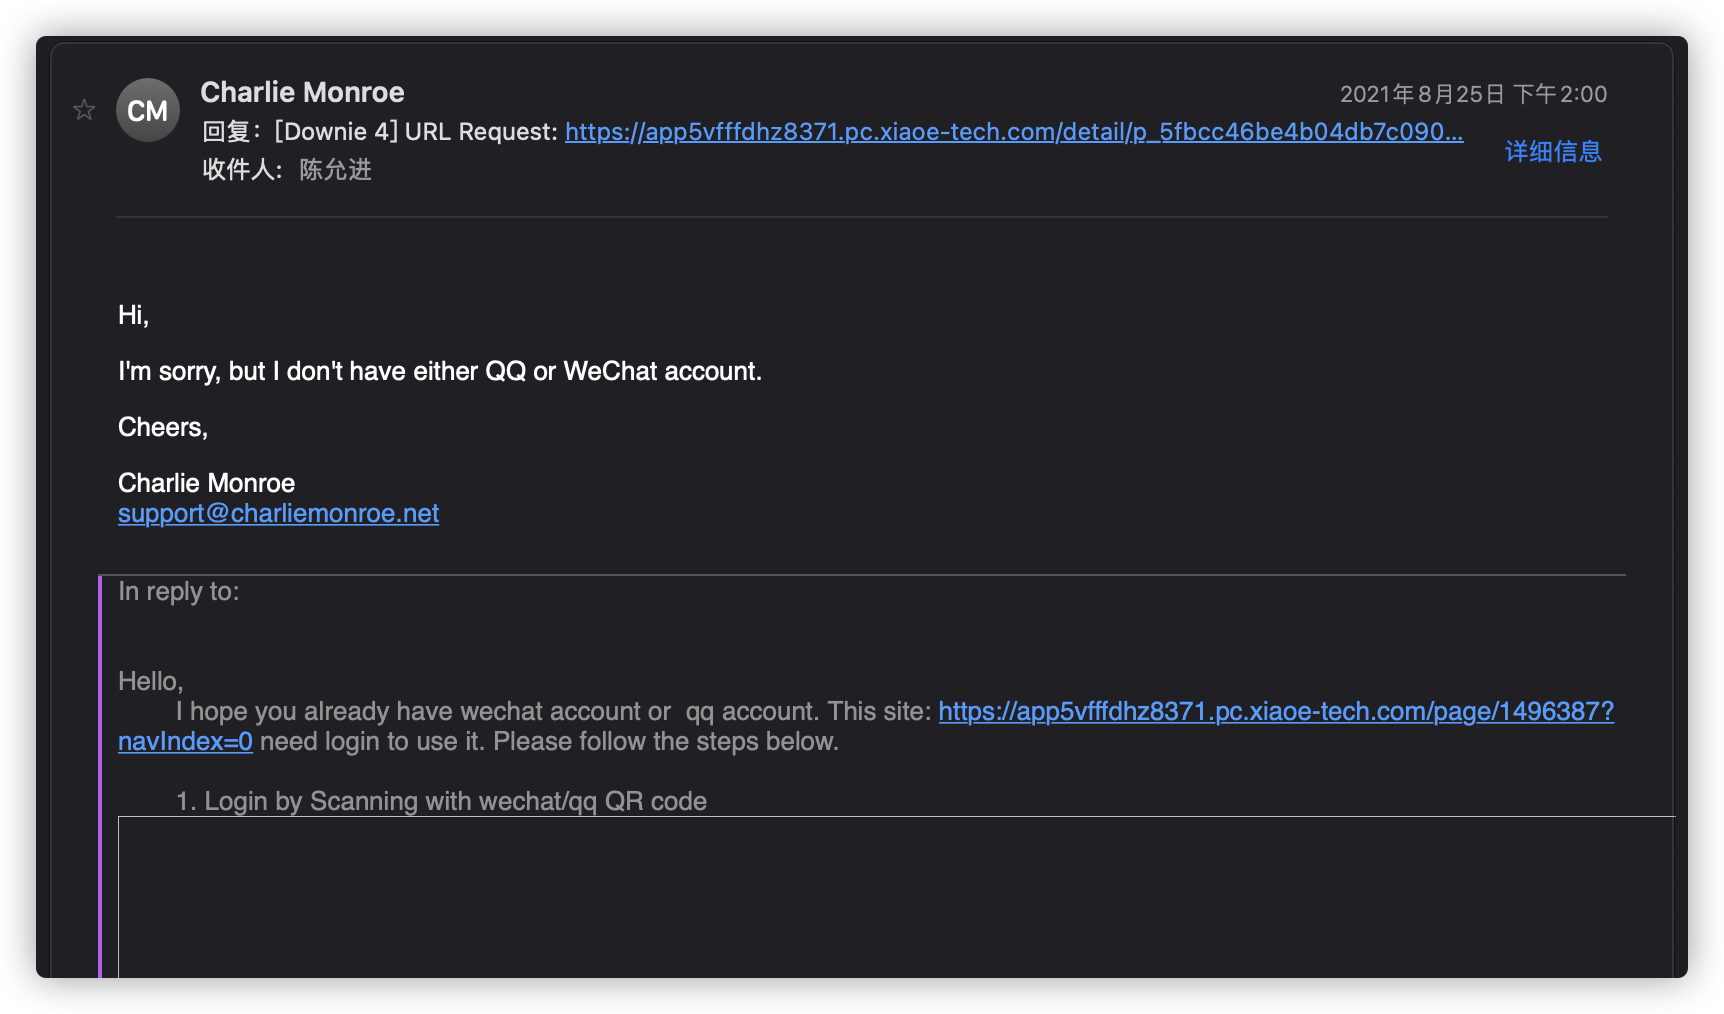 CM
Charlie Monroe
2021年8月25日 下午2:00
回复：[Downie 4] URL Request: https://app5vfffdhz8371.pc.xiaoe-tech.com/detail/p_5fbcc46be4b04db7c090...
详细信息
收件人： 陈允进
Hi,
I'm sorry, but I don't have either QQ or WeChat account.
Cheers,
Charlie Monroe
support@charliemonroe.net
In reply to:
Hello,
I hope you already have wechat account or  qq account. This site: https://app5vfffdhz8371.pc.xiaoe-tech.com/page/1496387?
navIndex=0 need login to use it. Please follow the steps below.
1. Login by Scanning with wechat/qq QR code